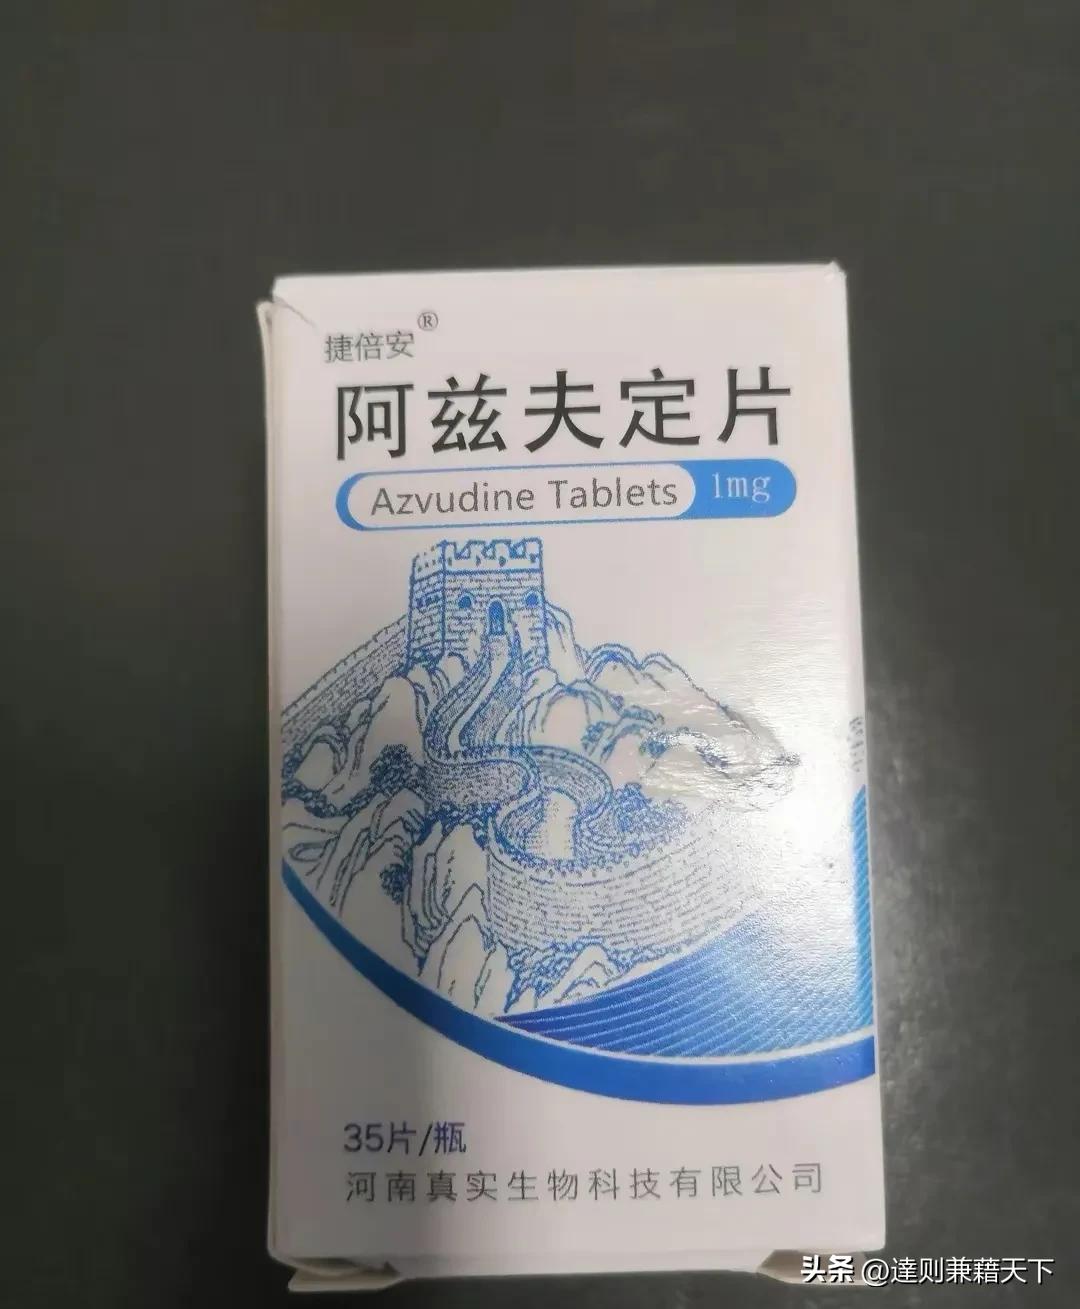 捷倍安®
阿兹夫定片
Azvudine Tablets 1mg
35片/瓶
河南真实生物科技有限公司
头条 @達则兼藉天下